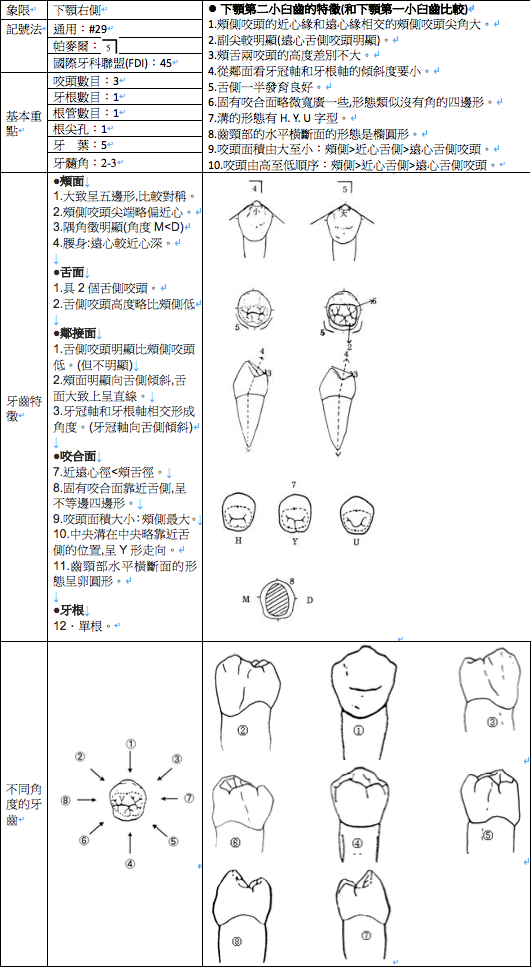 象限
下顎右側
記號法
通用：#29
帕麥爾： 5
國際牙科聯盟(FDI)：45
基本重點
咬頭數目：3
牙根數目：1
根管數目：1
根尖孔：1
牙　葉：5
牙髓角：2-3
● 下顎第二小臼齒的特徵(和下顎第一小臼齒比較)
1.頰側咬頭的近心緣和遠心緣相交的頰側咬頭尖角大。
2.副尖較明顯(遠心舌側咬頭明顯)。
3.頰舌兩咬頭的高度差別不大。
4.從鄰面看牙冠軸和牙根軸的傾斜度要小。
5.舌側一半發育良好。
6.固有咬合面略微寬廣一些,形態類似沒有角的四邊形。
7.溝的形態有 H. Y. U 字型。
8.齒頸部的水平橫斷面的形態是橢圓形。
9.咬頭面積由大至小：頰側>近心舌側>遠心舌側咬頭。
10.咬頭由高至低順序：頰側>近心舌側>遠心舌側咬頭。
牙齒特徵
●頰面
1.大致呈五邊形,比較對稱。
2.頰側咬頭尖端略偏近心。
3.隅角徵明顯(角度 M<D)
4.腰身:遠心較近心深。
●舌面
1.具 2 個舌側咬頭。
2.舌側咬頭高度略比頰側低
●鄰接面
1.舌側咬頭明顯比頰側咬頭
低。(但不明顯)
2.頰面明顯向舌側傾斜,舌
面大致上呈直線。
3.牙冠軸和牙根軸相交形成
角度。(牙冠軸向舌側傾斜)
●咬合面
7.近遠心徑<頰舌徑。
8.固有咬合面靠近舌側,呈
不等邊四邊形。
9.咬頭面積大小：頰側最大。
10.中央溝在中央略靠近舌
側的位置,呈 Y 形走向。
11.齒頸部水平橫斷面的形
態呈卵圓形。
●牙根
12．單根。
4 5
小 大
5 5 6
2
4 3 4 3
7
H Y U
8
M D
不同角度的牙齒
①
② ③
⑧ ⑦
⑥ ⑤
④
② ① ③
⑥ ④ ⑤
⑧ ⑦